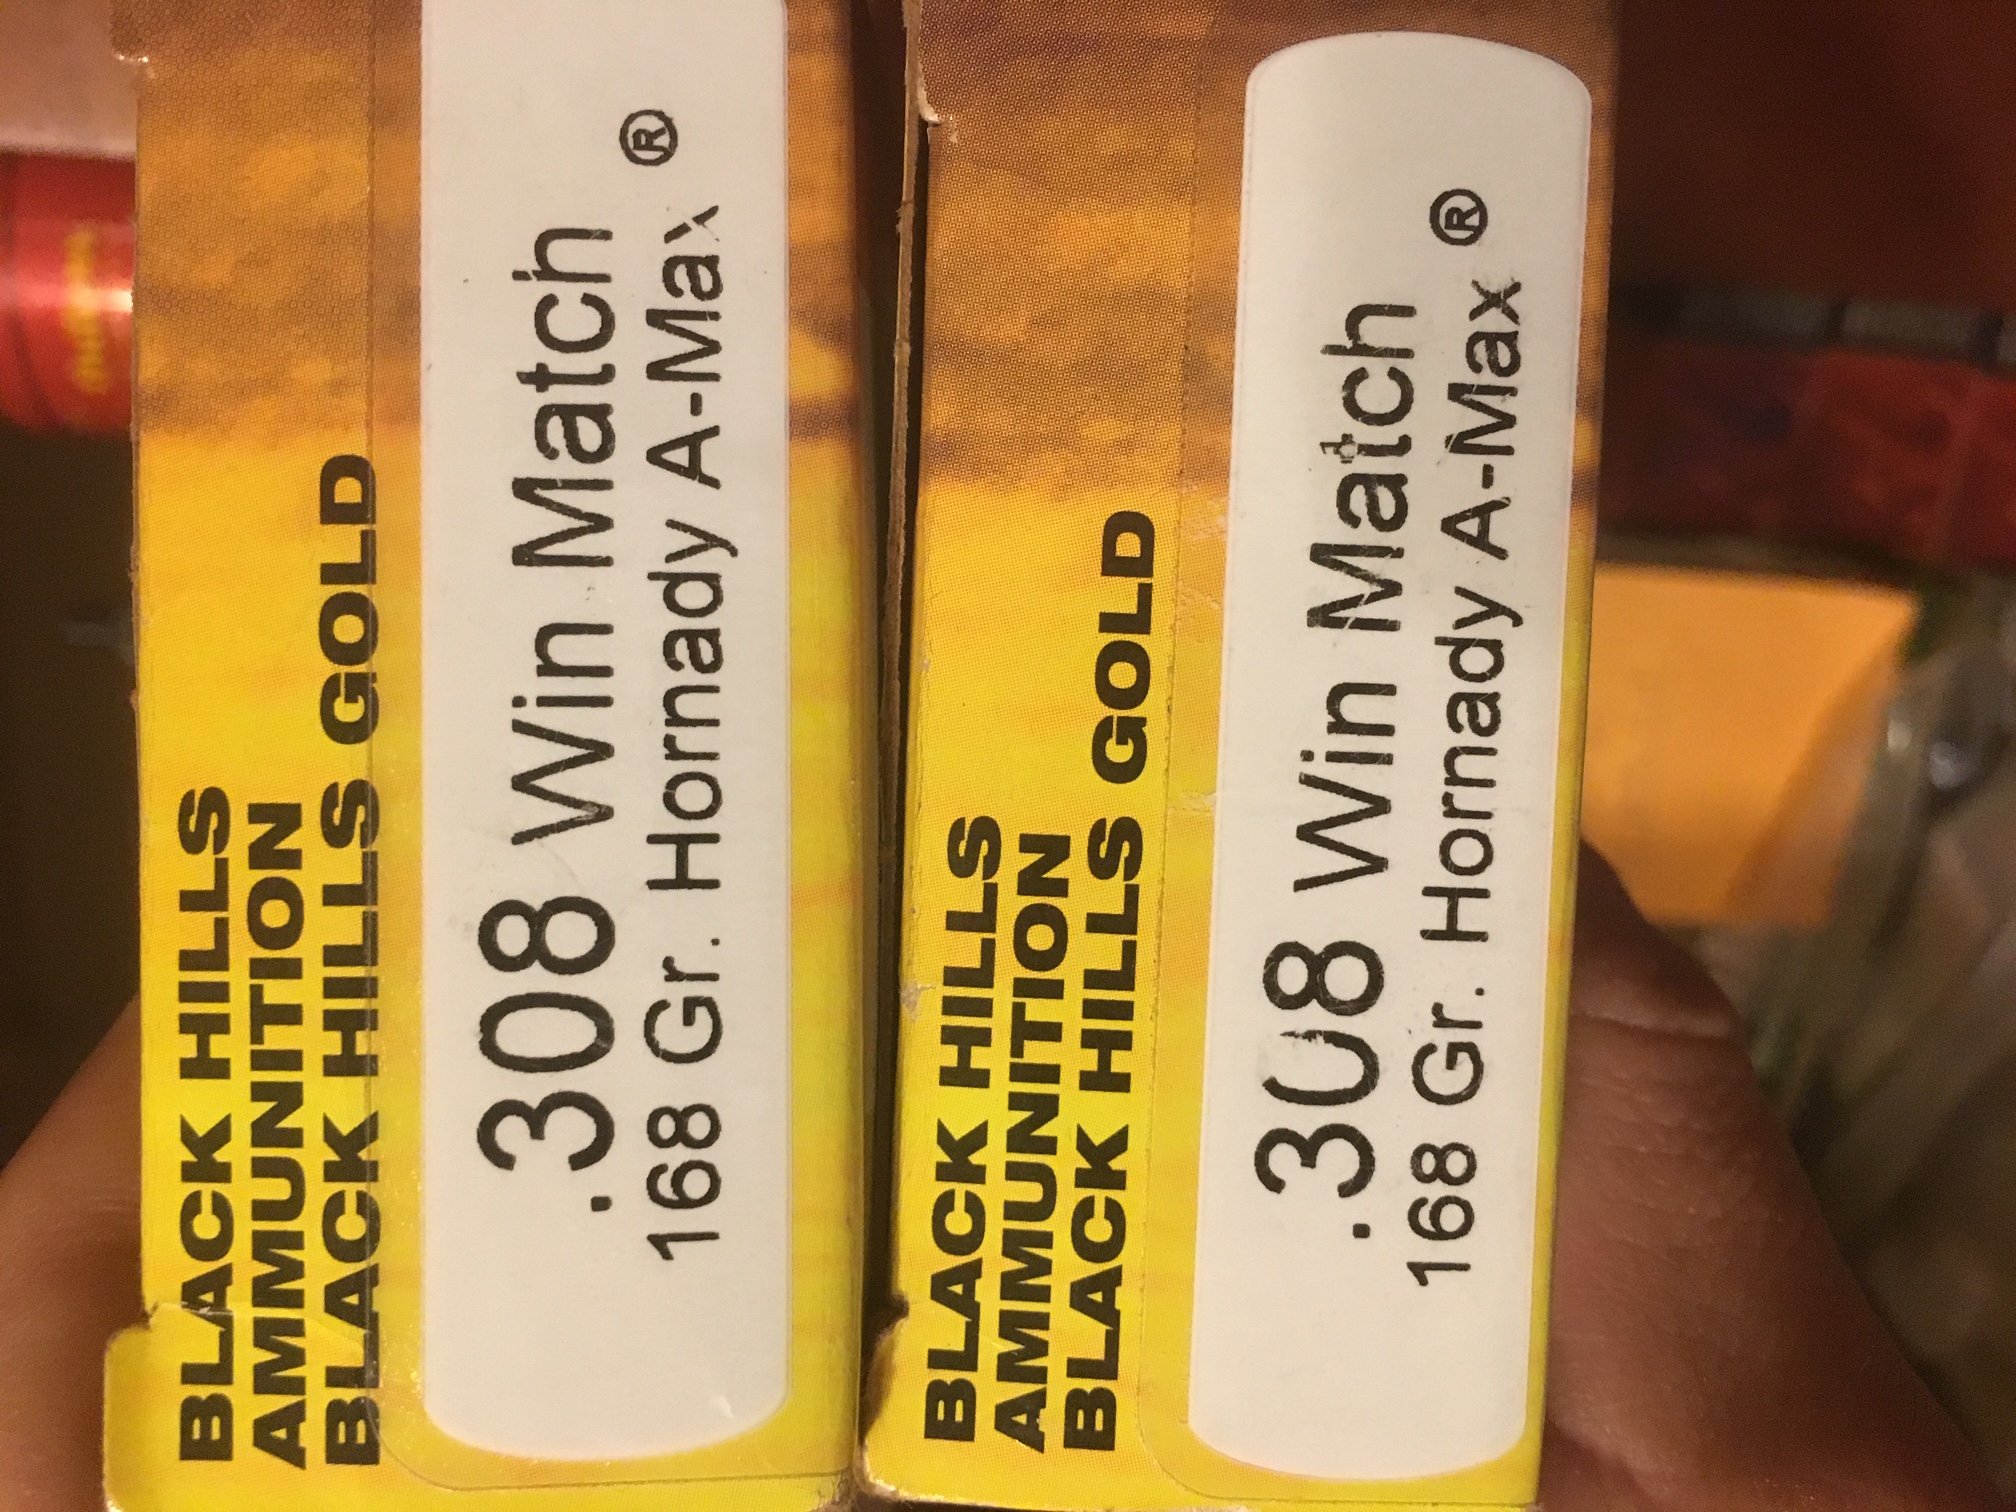 BLACK HILLS
AMMUNITION
BLACK HILLS GOLD
.308 Win Match
168 Gr. Hornady A-Max ®
BLACK HILLS
AMMUNITION
BLACK HILLS GOLD
.308 Win Match
168 Gr. Hornady A-Max ®